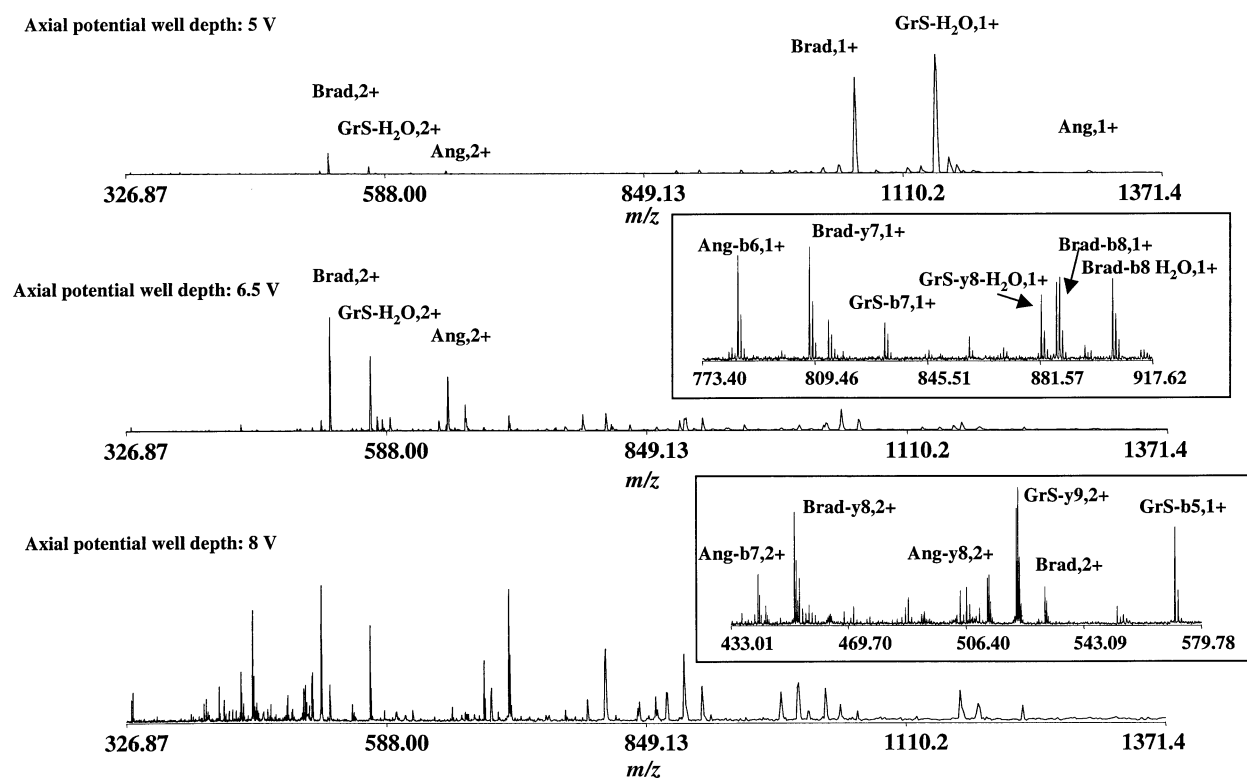 Axial potential well depth: 5 V
GrS-H₂O,1+
Brad,1+
Brad,2+
GrS-H₂O,2+
Ang,2+
Ang,1+
326.87 588.00 849.13 1110.2 1371.4
m/z
Ang-b6,1+
Brad-y7,1+
GrS-b7,1+
GrS-y8-H₂O,1+
Brad-b8,1+
Brad-b8 H₂O,1+
773.40 809.46 845.51 881.57 917.62
Axial potential well depth: 6.5 V
Brad,2+
GrS-H₂O,2+
Ang,2+
326.87 588.00 849.13 1110.2 1371.4
m/z
Ang-b7,2+
Brad-y8,2+
Ang-y8,2+
GrS-y9,2+
Brad,2+
GrS-b5,1+
433.01 469.70 506.40 543.09 579.78
Axial potential well depth: 8 V
326.87 588.00 849.13 1110.2 1371.4
m/z